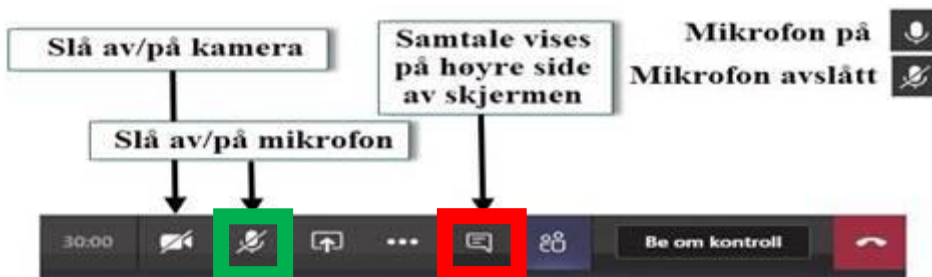 Slå av/på kamera
Samtale vises
på høyre side
av skjermen
Mikrofon på
Mikrofon avslått
Slå av/på mikrofon
30:00
Be om kontroll